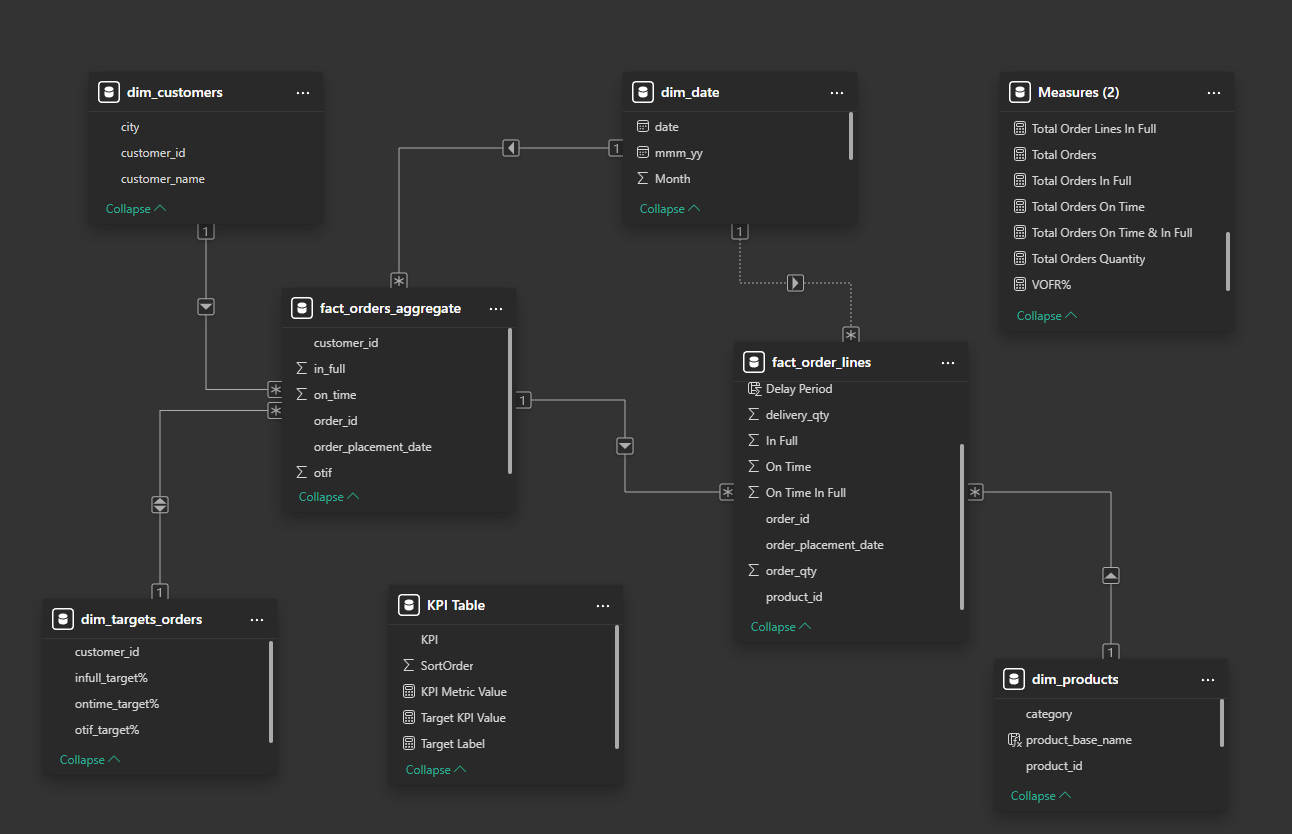 dim_customers
...
city
customer_id
customer_name
Collapse
1
dim_date
...
date
mmm_yy
Month
Collapse
1
1
Measures (2)
...
Total Order Lines In Full
Total Orders
Total Orders In Full
Total Orders On Time
Total Orders On Time & In Full
Total Orders Quantity
VOFR%
Collapse
*
fact_orders_aggregate
...
customer_id
in_full
on_time
order_id
order_placement_date
otif
Collapse
*
*
1
*
fact_order_lines
...
Delay Period
delivery_qty
In Full
On Time
On Time In Full
order_id
order_placement_date
order_qty
product_id
Collapse
*
*
1
dim_targets_orders
...
customer_id
infull_target%
ontime_target%
otif_target%
Collapse
KPI Table
...
KPI
SortOrder
KPI Metric Value
Target KPI Value
Target Label
Collapse
1
dim_products
...
category
product_base_name
product_id
Collapse